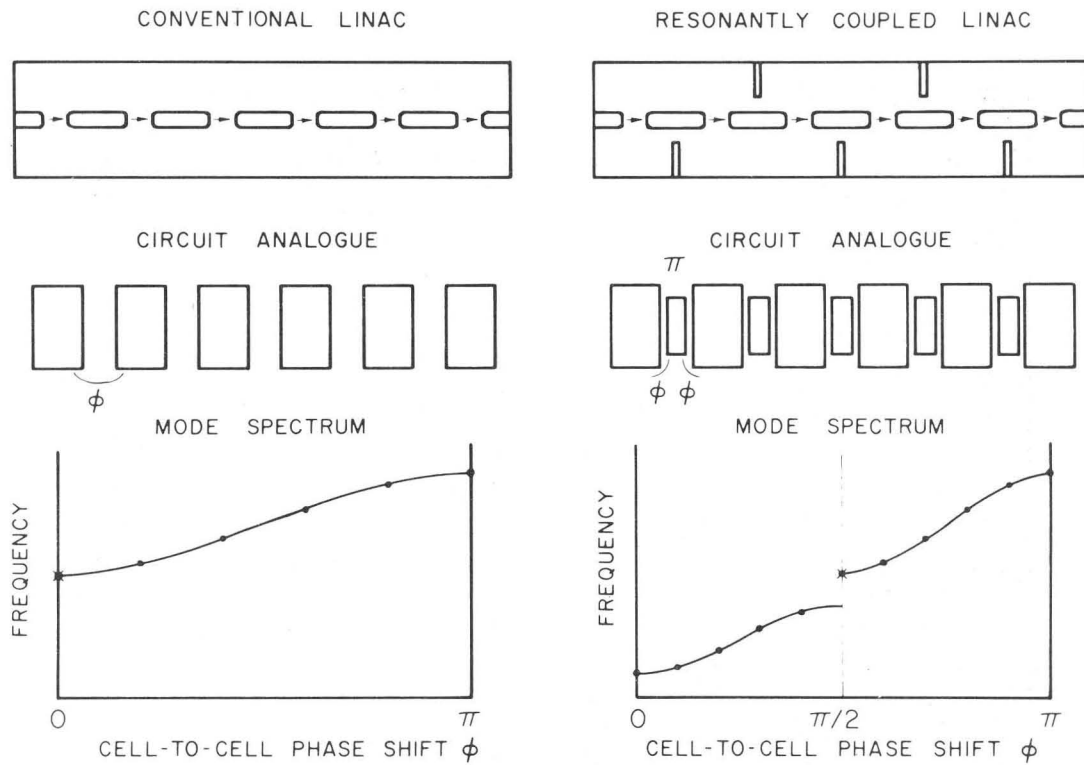 CONVENTIONAL LINAC
CIRCUIT ANALOGUE
ϕ
MODE SPECTRUM
FREQUENCY
0
π
CELL-TO-CELL PHASE SHIFT ϕ
RESONANTLY COUPLED LINAC
CIRCUIT ANALOGUE
π
ϕ ϕ
MODE SPECTRUM
FREQUENCY
0
π/2
π
CELL-TO-CELL PHASE SHIFT ϕ